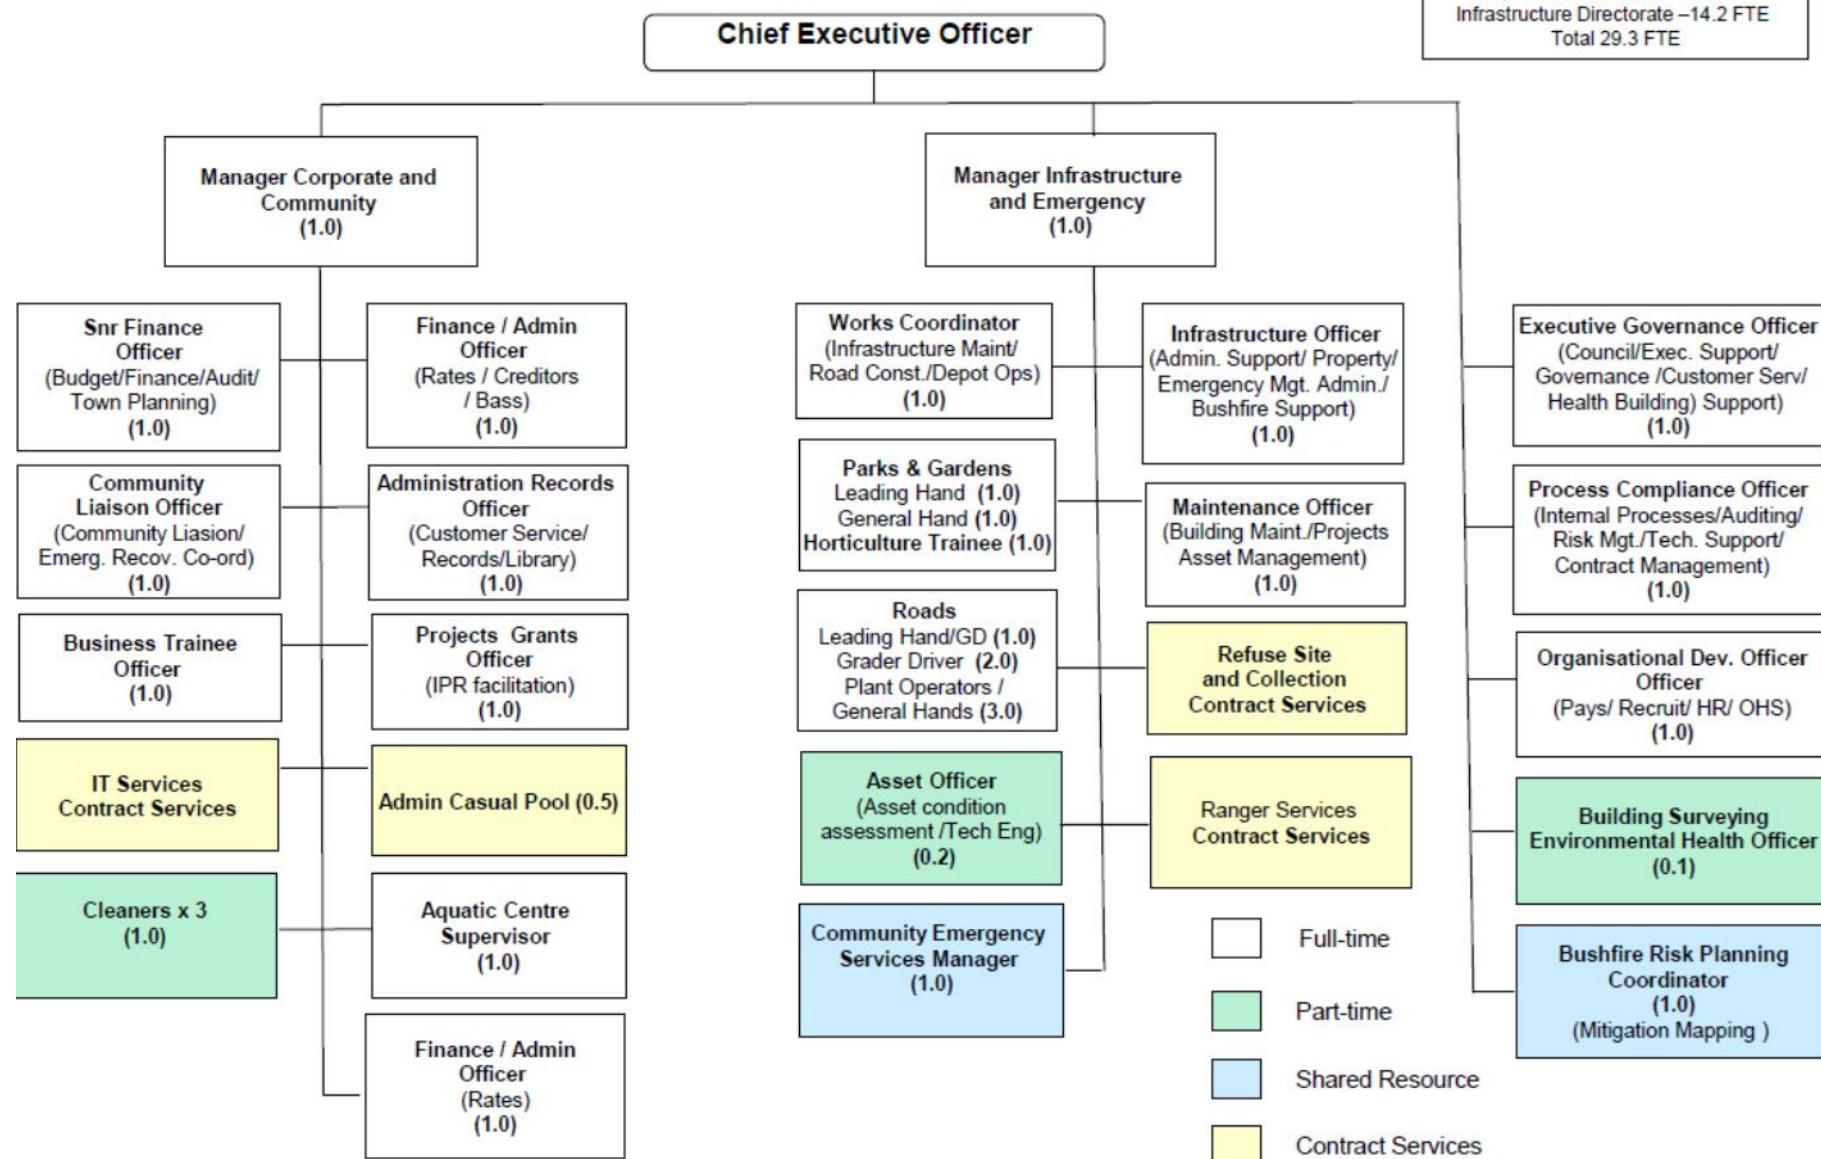 Infrastructure Directorate –14.2 FTE
Total 29.3 FTE
Chief Executive Officer
Manager Corporate and
Community
(1.0)
Manager Infrastructure
and Emergency
(1.0)
Snr Finance
Officer
(Budget/Finance/Audit/
Town Planning)
(1.0)
Finance / Admin
Officer
(Rates / Creditors
/ Bass)
(1.0)
Community
Liaison Officer
(Community Liasion/
Emerg. Recov. Co-ord)
(1.0)
Administration Records
Officer
(Customer Service/
Records/Library)
(1.0)
Business Trainee
Officer
(1.0)
Projects Grants
Officer
(IPR facilitation)
(1.0)
IT Services
Contract Services
Admin Casual Pool (0.5)
Cleaners x 3
(1.0)
Aquatic Centre
Supervisor
(1.0)
Finance / Admin
Officer
(Rates)
(1.0)
Works Coordinator
(Infrastructure Maint/
Road Const./Depot Ops)
(1.0)
Infrastructure Officer
(Admin. Support/ Property/
Emergency Mgt. Admin./
Bushfire Support)
(1.0)
Parks & Gardens
Leading Hand (1.0)
General Hand (1.0)
Horticulture Trainee (1.0)
Maintenance Officer
(Building Maint./Projects
Asset Management)
(1.0)
Roads
Leading Hand/GD (1.0)
Grader Driver (2.0)
Plant Operators /
General Hands (3.0)
Refuse Site
and Collection
Contract Services
Asset Officer
(Asset condition
assessment /Tech Eng)
(0.2)
Ranger Services
Contract Services
Community Emergency
Services Manager
(1.0)
Executive Governance Officer
(Council/Exec. Support/
Governance /Customer Serv/
Health Building) Support)
(1.0)
Process Compliance Officer
(Internal Processes/Auditing/
Risk Mgt./Tech. Support/
Contract Management)
(1.0)
Organisational Dev. Officer
Officer
(Pays/ Recruit/ HR/ OHS)
(1.0)
Building Surveying
Environmental Health Officer
(0.1)
Bushfire Risk Planning
Coordinator
(1.0)
(Mitigation Mapping )
Full-time
Part-time
Shared Resource
Contract Services